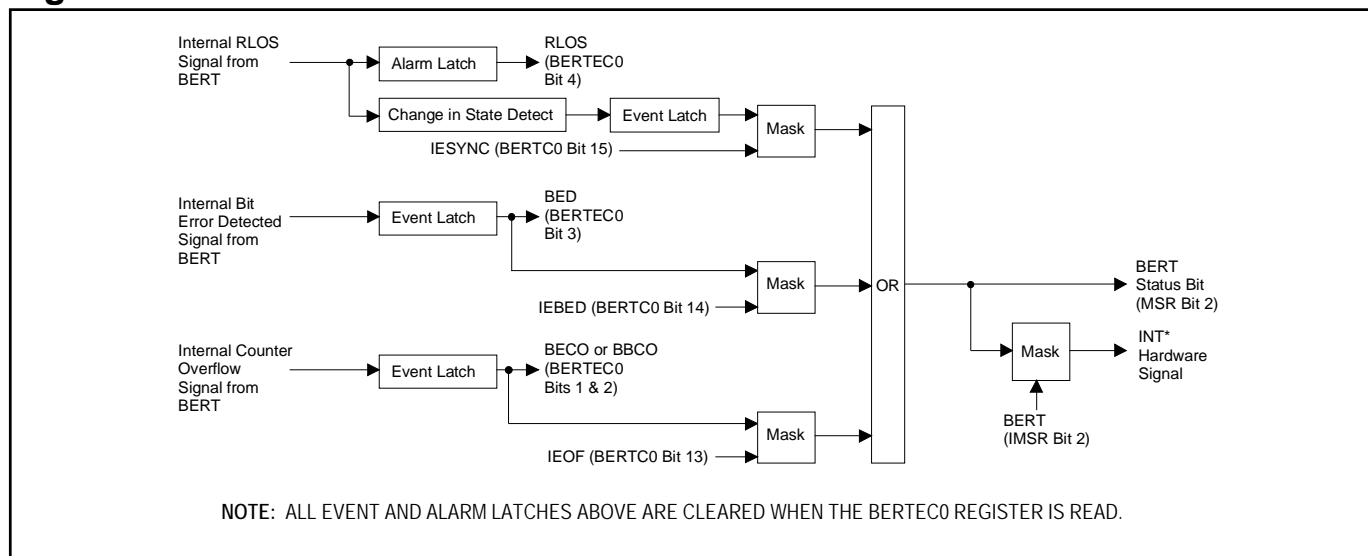 Internal RLOS
Signal from
BERT
Alarm Latch
RLOS
(BERTEC0
Bit 4)
Change in State Detect
Event Latch
Mask
IESYNC (BERTC0 Bit 15)
Internal Bit
Error Detected
Signal from
BERT
Event Latch
BED
(BERTEC0
Bit 3)
Mask
IEBED (BERTC0 Bit 14)
Internal Counter
Overflow
Signal from
BERT
Event Latch
BECO or BBCO
(BERTEC0
Bits 1 & 2)
Mask
IEOF (BERTC0 Bit 13)
OR
BERT
Status Bit
(MSR Bit 2)
Mask
INT*
Hardware
Signal
BERT
(IMSR Bit 2)
NOTE: ALL EVENT AND ALARM LATCHES ABOVE ARE CLEARED WHEN THE BERTEC0 REGISTER IS READ.